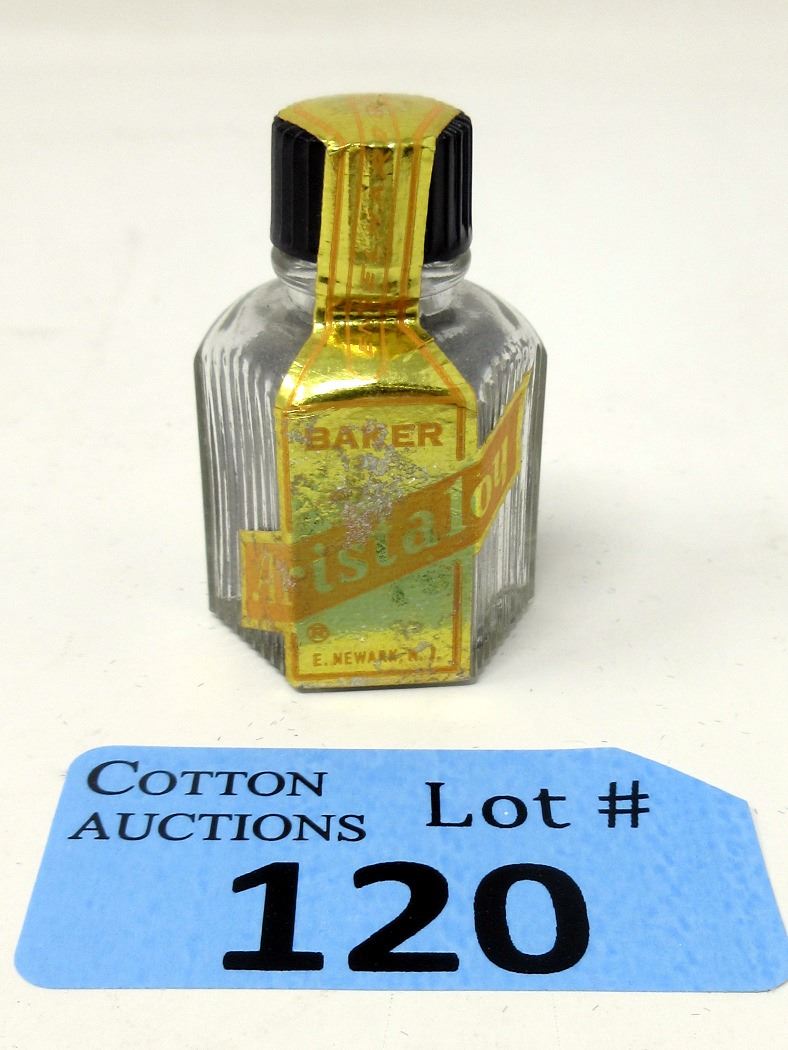 BAKER
Aristaloy
®
E. NEWARK, N. J.
COTTON
AUCTIONS
Lot #
120